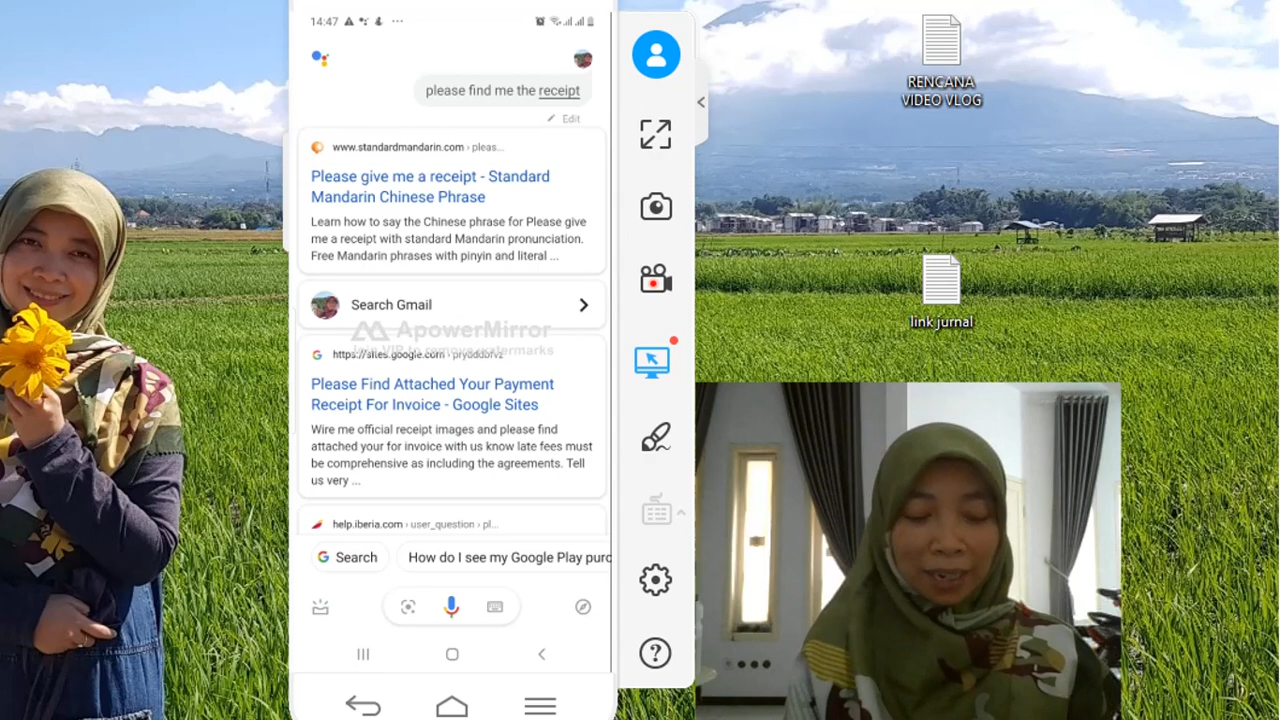 14:47
please find me the receipt
Edit
www.standardmandarin.com › pleas...
Please give me a receipt - Standard
Mandarin Chinese Phrase
Learn how to say the Chinese phrase for Please give
me a receipt with standard Mandarin pronunciation.
Free Mandarin phrases with pinyin and literal ...
Search Gmail
ApowerMirror
Join VIP to remove watermarks
https://sites.google.com
Please Find Attached Your Payment
Receipt For Invoice - Google Sites
Wire me official receipt images and please find
attached your for invoice with us know late fees must
be comprehensive as including the agreements. Tell
us very ...
help.iberia.com › user_question › pl...
Search
How do I see my Google Play purc
RENCANA
VIDEO VLOG
link jurnal